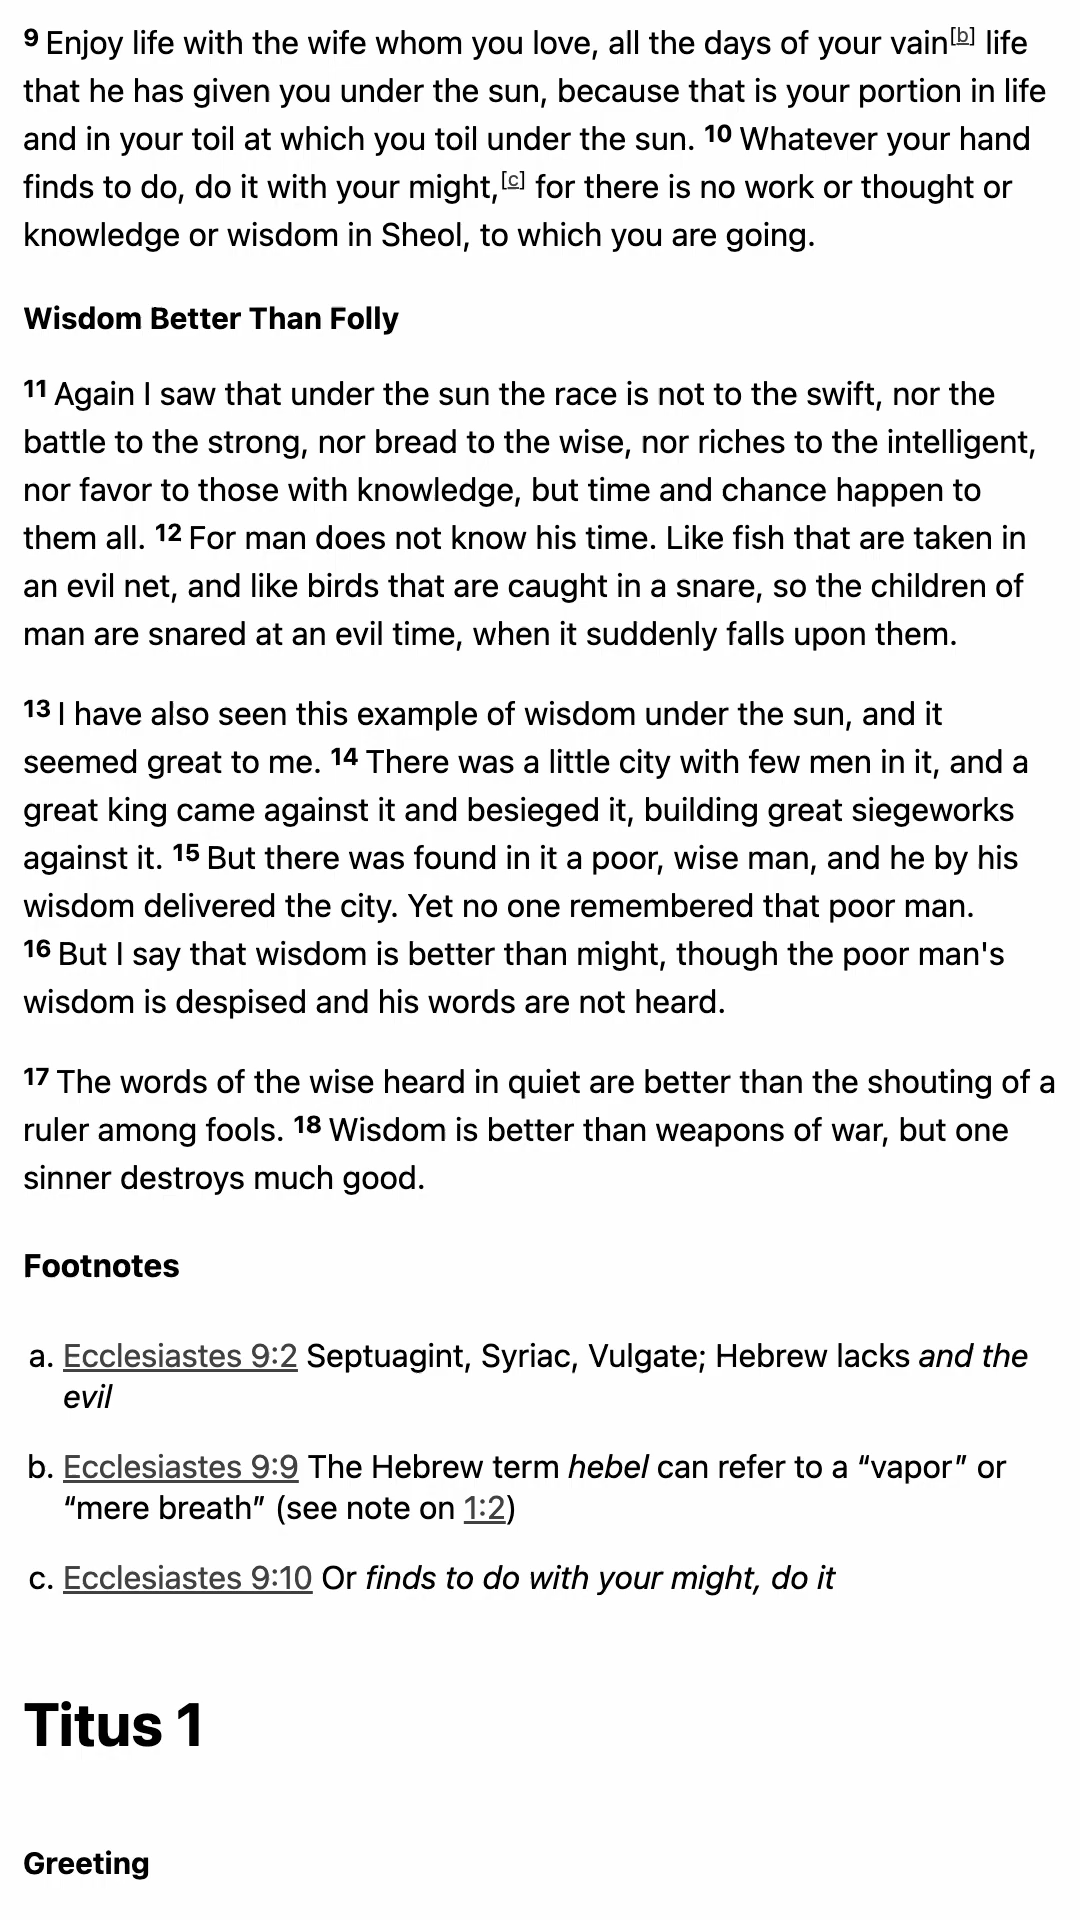 9 Enjoy life with the wife whom you love, all the days of your vain[b] life
that he has given you under the sun, because that is your portion in life
and in your toil at which you toil under the sun. 10 Whatever your hand
finds to do, do it with your might,[c] for there is no work or thought or
knowledge or wisdom in Sheol, to which you are going.
Wisdom Better Than Folly
11 Again I saw that under the sun the race is not to the swift, nor the
battle to the strong, nor bread to the wise, nor riches to the intelligent,
nor favor to those with knowledge, but time and chance happen to
them all. 12 For man does not know his time. Like fish that are taken in
an evil net, and like birds that are caught in a snare, so the children of
man are snared at an evil time, when it suddenly falls upon them.
13 I have also seen this example of wisdom under the sun, and it
seemed great to me. 14 There was a little city with few men in it, and a
great king came against it and besieged it, building great siegeworks
against it. 15 But there was found in it a poor, wise man, and he by his
wisdom delivered the city. Yet no one remembered that poor man.
16 But I say that wisdom is better than might, though the poor man's
wisdom is despised and his words are not heard.
17 The words of the wise heard in quiet are better than the shouting of a
ruler among fools. 18 Wisdom is better than weapons of war, but one
sinner destroys much good.
Footnotes
a. Ecclesiastes 9:2 Septuagint, Syriac, Vulgate; Hebrew lacks and the
evil
b. Ecclesiastes 9:9 The Hebrew term hebel can refer to a “vapor” or
“mere breath” (see note on 1:2)
c. Ecclesiastes 9:10 Or finds to do with your might, do it
Titus 1
Greeting